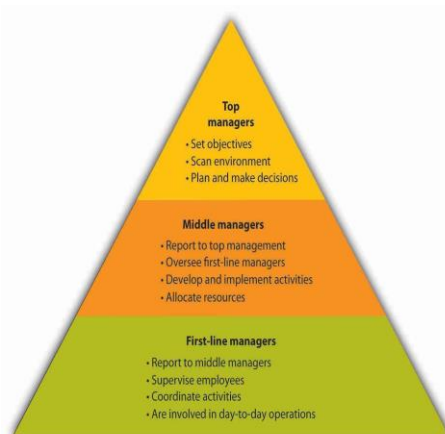 Top
managers
• Set objectives
• Scan environment
• Plan and make decisions
Middle managers
• Report to top management
• Oversee first-line managers
• Develop and implement activities
• Allocate resources
First-line managers
• Report to middle managers
• Supervise employees
• Coordinate activities
• Are involved in day-to-day operations